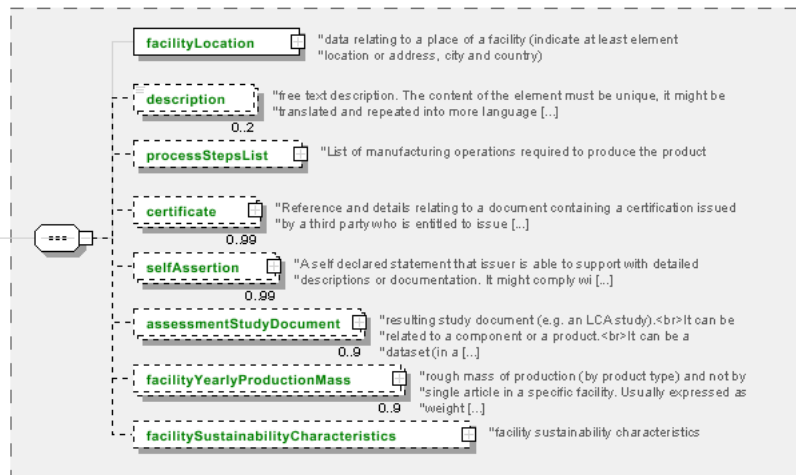 facilityLocation
"data relating to a place of a facility (indicate at least element
"location or address, city and country)
description
"free text description. The content of the element must be unique, it might be
"translated and repeated into more language [...]
0..2
processStepsList
"List of manufacturing operations required to produce the product
certificate
"Reference and details relating to a document containing a certification issued
"by a third party who is entitled to issue [...]
0..99
selfAssertion
"A self declared statement that issuer is able to support with detailed
"descriptions or documentation. It might comply wi [...]
0..99
assessmentStudyDocument
"resulting study document (e.g. an LCA study).<br>It can be
"related to a component or a product.<br>It can be a
"dataset (in a [...]
0..9
facilityYearlyProductionMass
"rough mass of production (by product type) and not by
"single article in a specific facility. Usually expressed as
"weight [...]
0..9
facilitySustainabilityCharacteristics
"facility sustainability characteristics